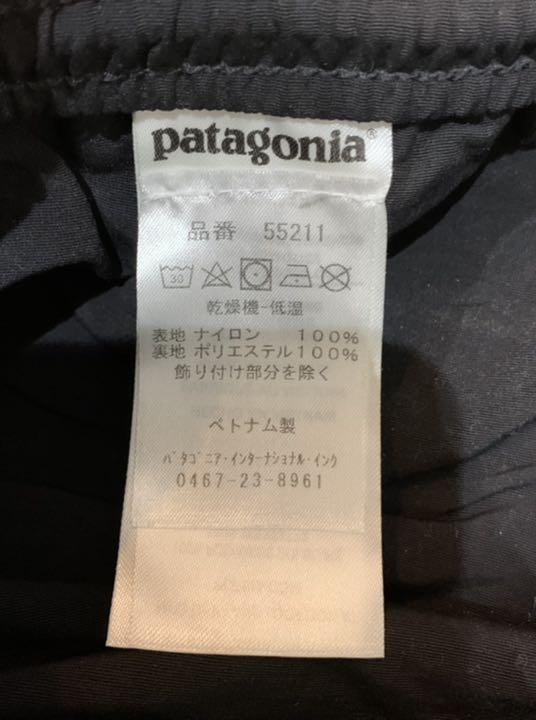 patagonia®
品番 55211
30
乾燥機-低温
表地 ナイロン 100%
裏地 ポリエステル100%
飾り付け部分を除く
ベトナム製
ﾊﾟﾀｺﾞﾆｱ･ｲﾝﾀｰﾅｼｮﾅﾙ･ｲﾝｸ
0467-23-8961